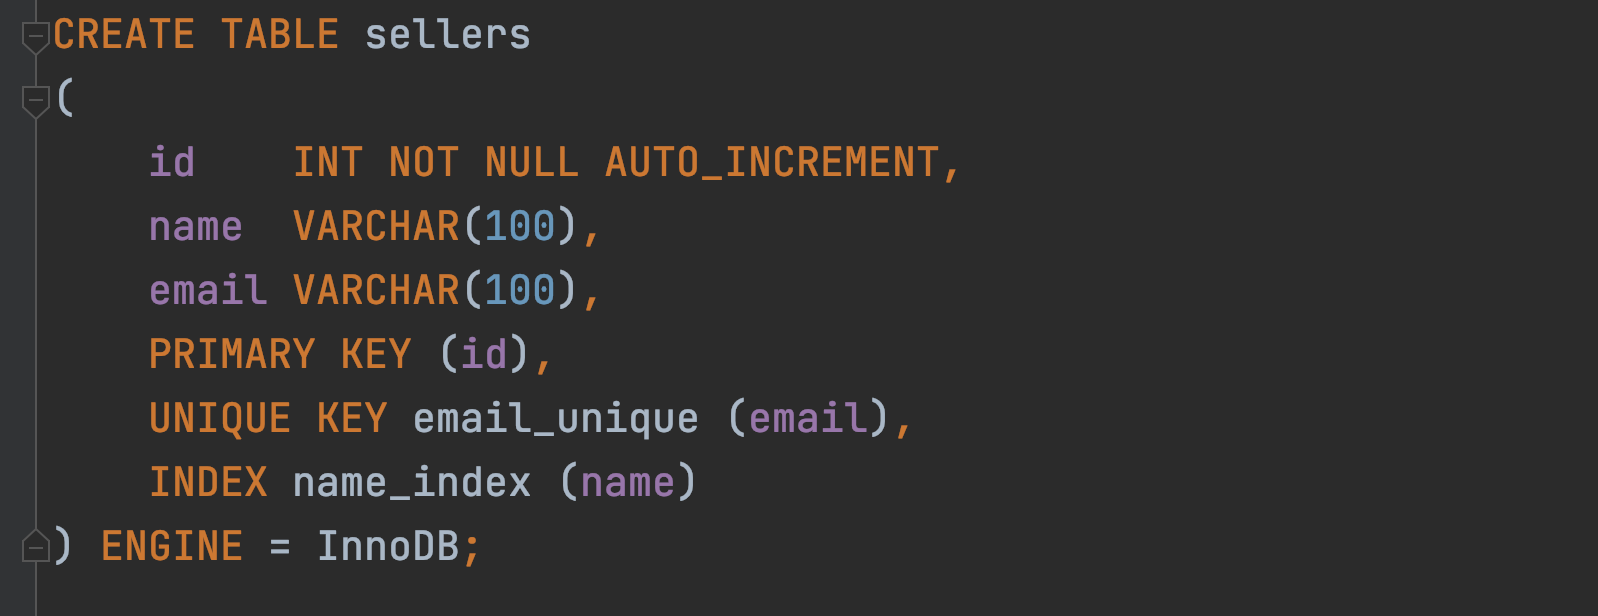 CREATE TABLE sellers
(
    id    INT NOT NULL AUTO_INCREMENT,
    name  VARCHAR(100),
    email VARCHAR(100),
    PRIMARY KEY (id),
    UNIQUE KEY email_unique (email),
    INDEX name_index (name)
) ENGINE = InnoDB;